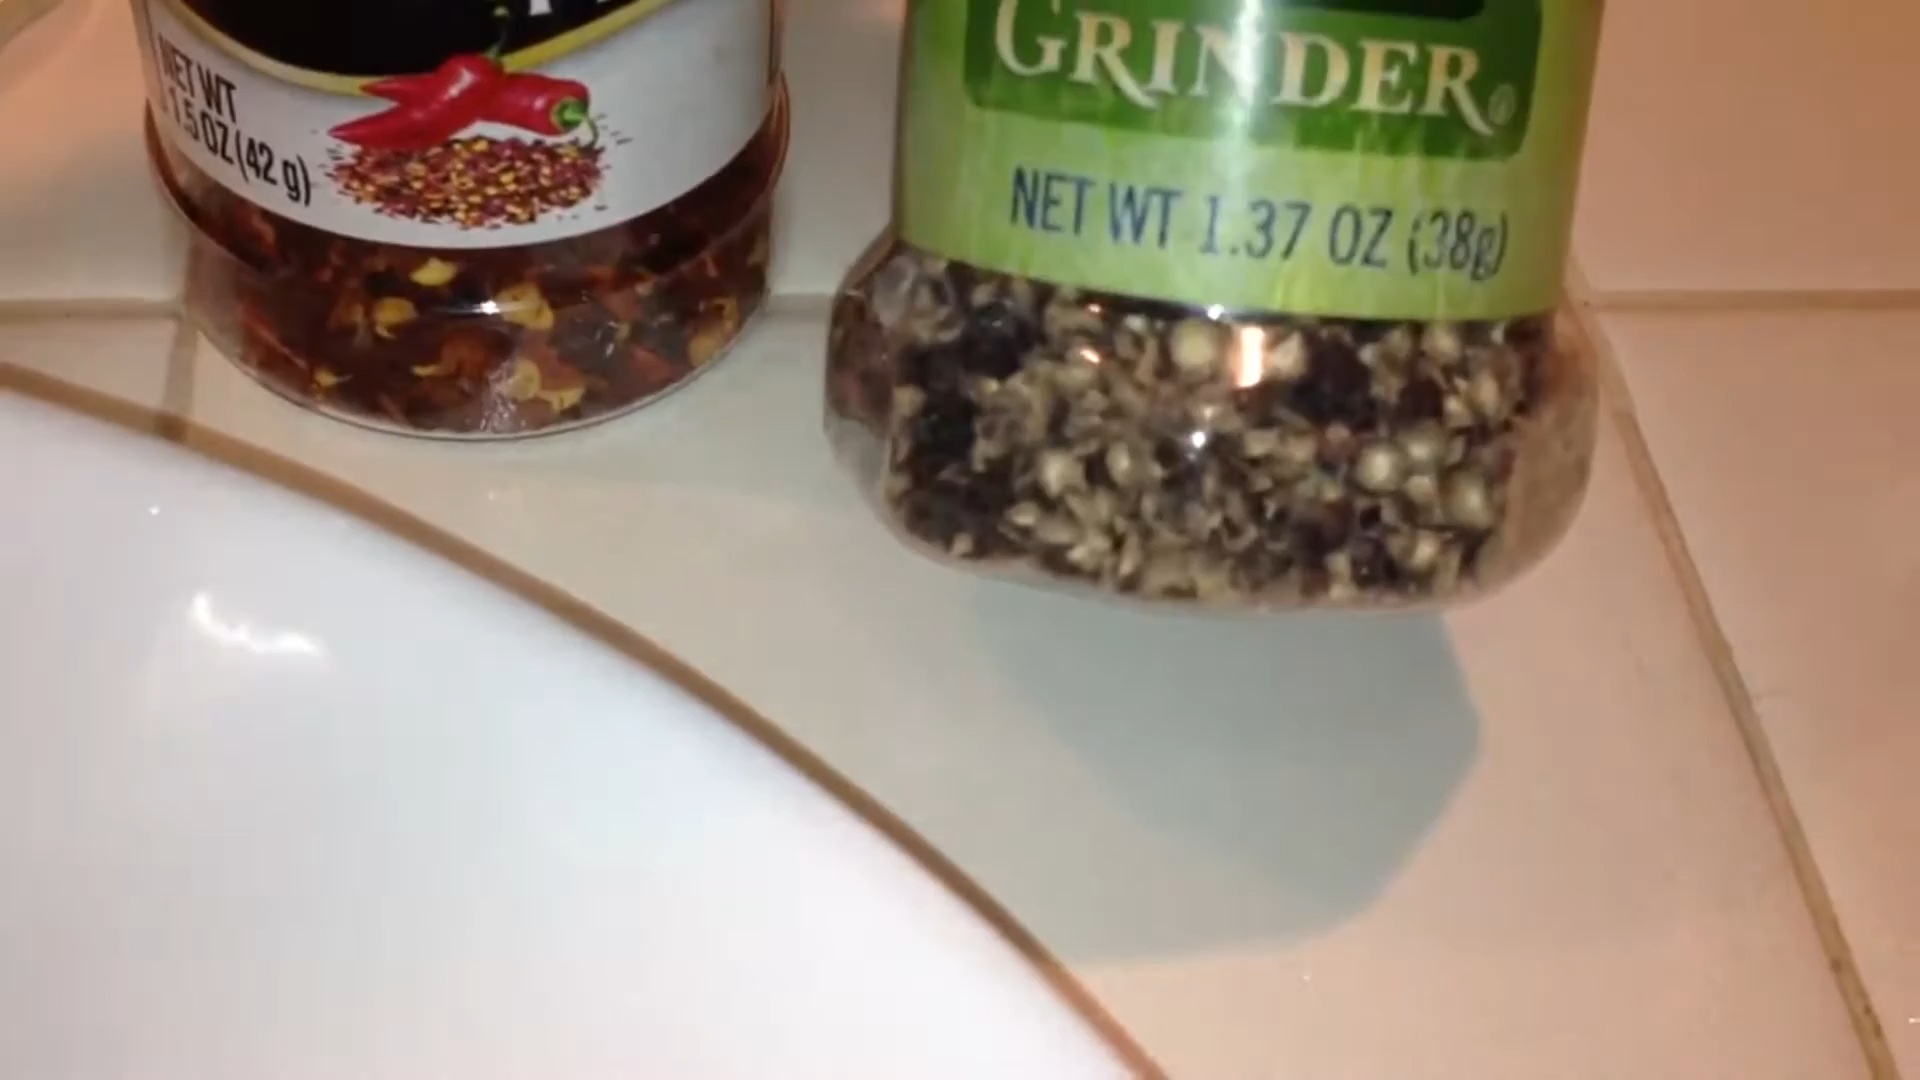 NET WT
1.5 OZ (42 g)
GRINDER®
NET WT 1.37 OZ (38g)